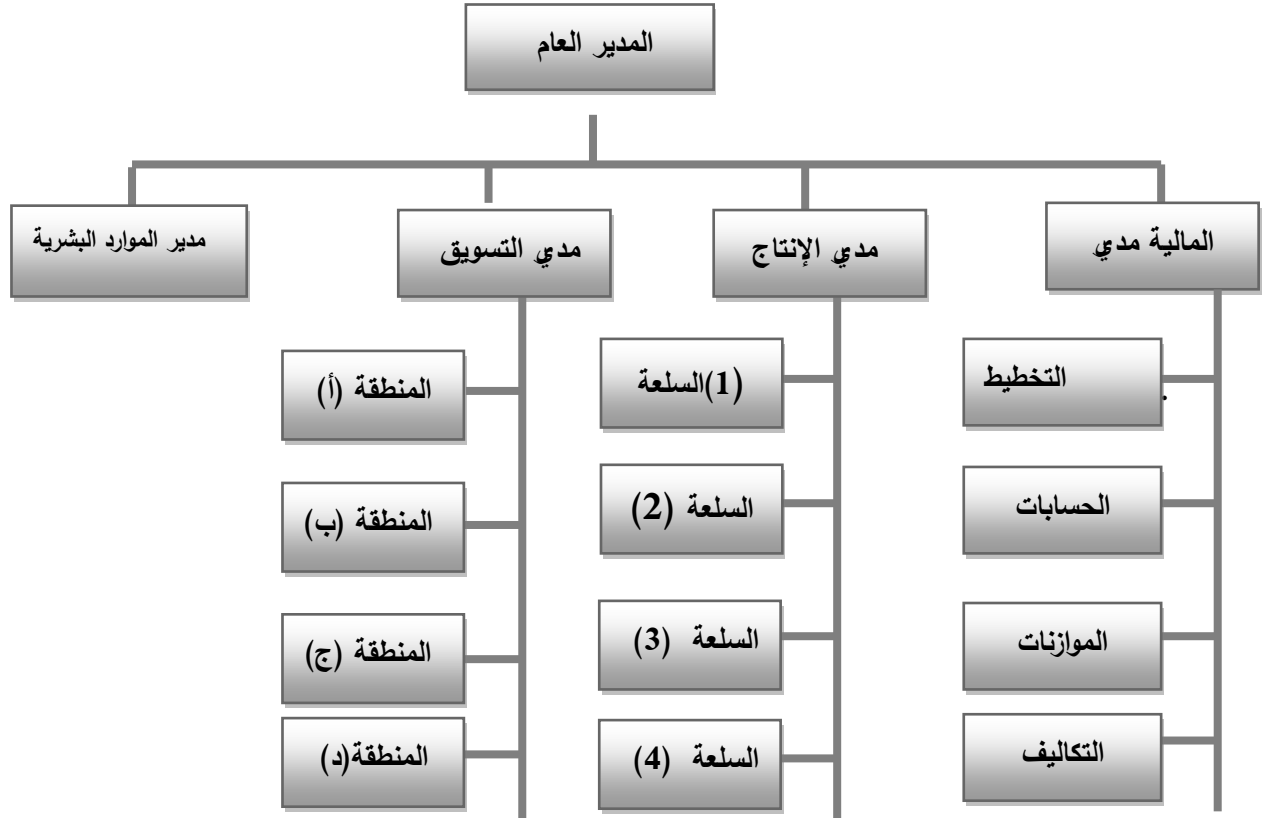 المدير العام
المالية مدي
مدي الإنتاج
مدي التسويق
مدير الموارد البشرية
التخطيط
.
الحسابات
الموازنات
التكاليف
(1)السلعة
السلعة (2)
السلعة (3)
السلعة (4)
المنطقة (أ)
المنطقة (ب)
المنطقة (ج)
المنطقة(د)